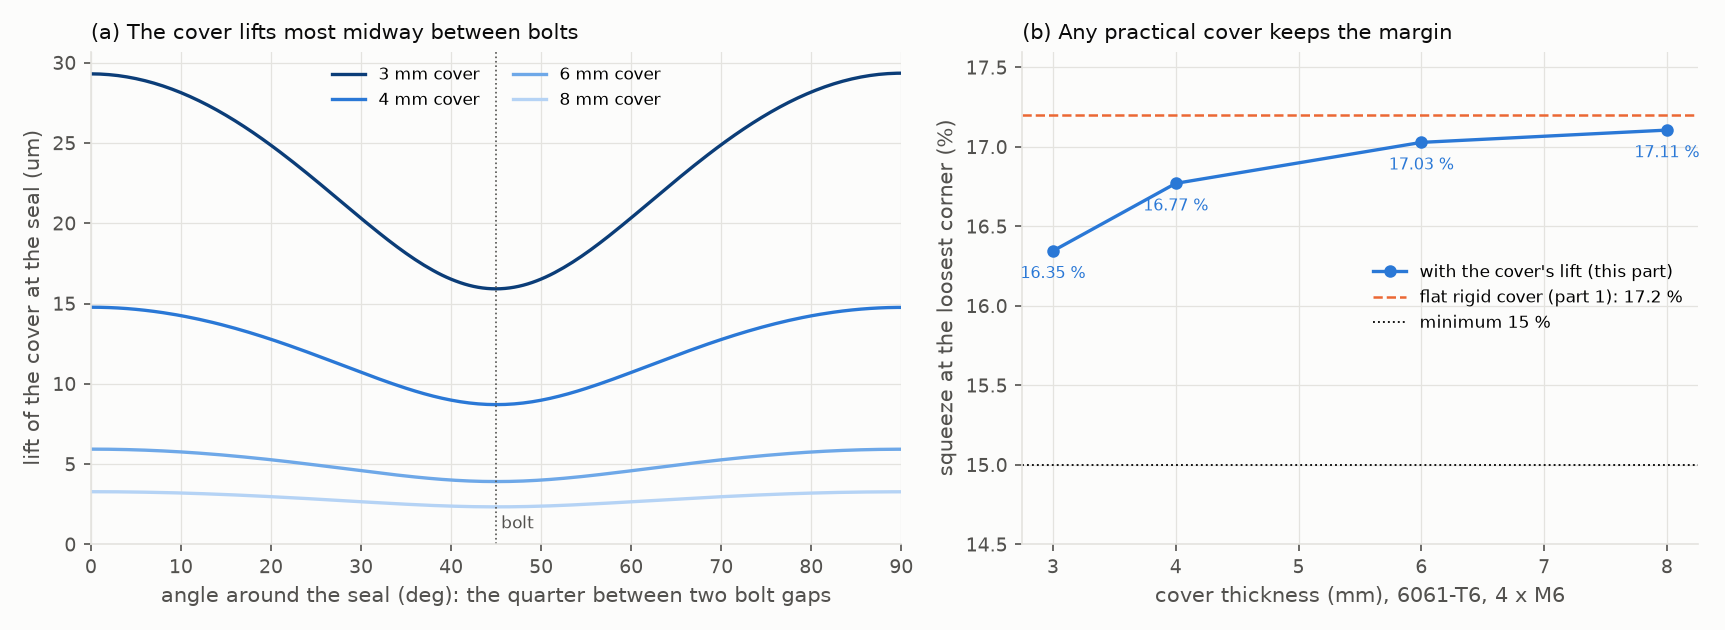 (a) The cover lifts most midway between bolts
lift of the cover at the seal (um)
30
25
20
15
10
5
0
3 mm cover
4 mm cover
6 mm cover
8 mm cover
bolt
0 10 20 30 40 50 60 70 80 90
angle around the seal (deg): the quarter between two bolt gaps
(b) Any practical cover keeps the margin
squeeze at the loosest corner (%)
17.5
17.0
16.5
16.0
15.5
15.0
14.5
16.35 %
16.77 %
17.03 %
17.11 %
with the cover's lift (this part)
flat rigid cover (part 1): 17.2 %
minimum 15 %
3 4 5 6 7 8
cover thickness (mm), 6061-T6, 4 x M6